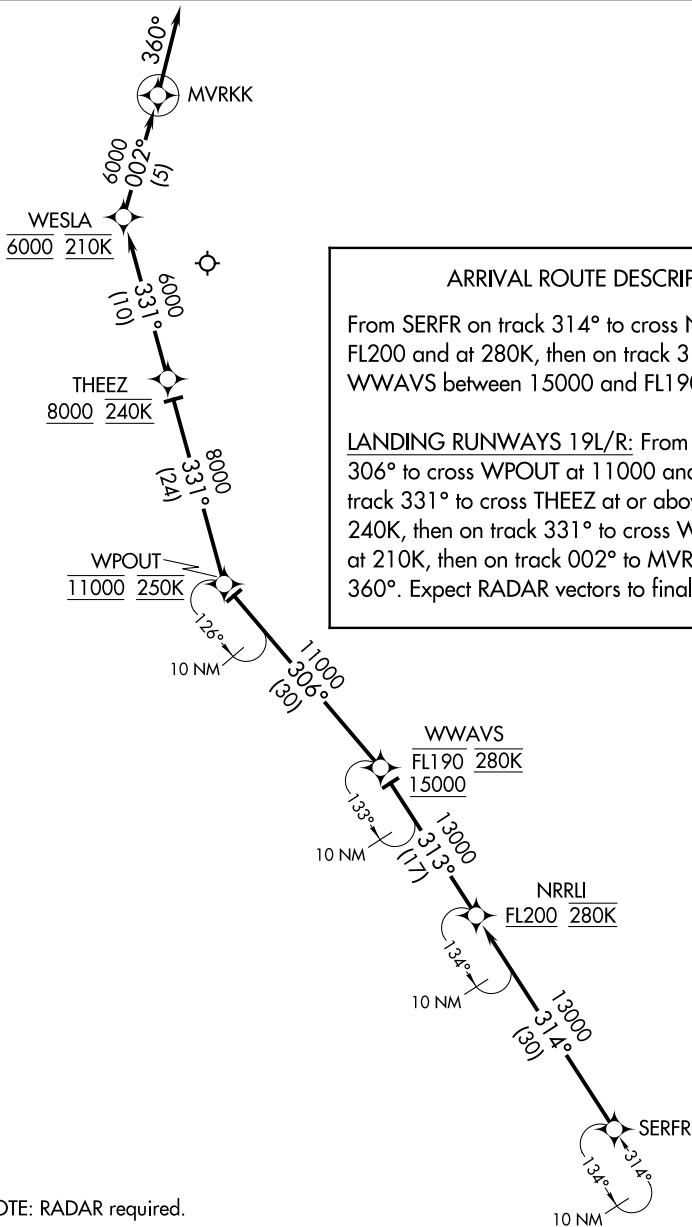 360°
MVRKK
6000
002°
(5)
WESLA
6000 210K
6000
331°
(10)
THEEZ
8000 240K
8000
331°
(24)
WPOUT
11000 250K
126°
10 NM
11000
306°
(30)
WWAVS
FL190 280K
15000
133°
10 NM
13000
313°
(17)
NRRLI
FL200 280K
134°
10 NM
13000
314°
(30)
SERFR
134°
314°
10 NM
ARRIVAL ROUTE DESCRIP
From SERFR on track 314° to cross N
FL200 and at 280K, then on track 3
WWAVS between 15000 and FL190
LANDING RUNWAYS 19L/R: From
306° to cross WPOUT at 11000 and
track 331° to cross THEEZ at or abov
240K, then on track 331° to cross W
at 210K, then on track 002° to MVR
360°. Expect RADAR vectors to final
OTE: RADAR required.